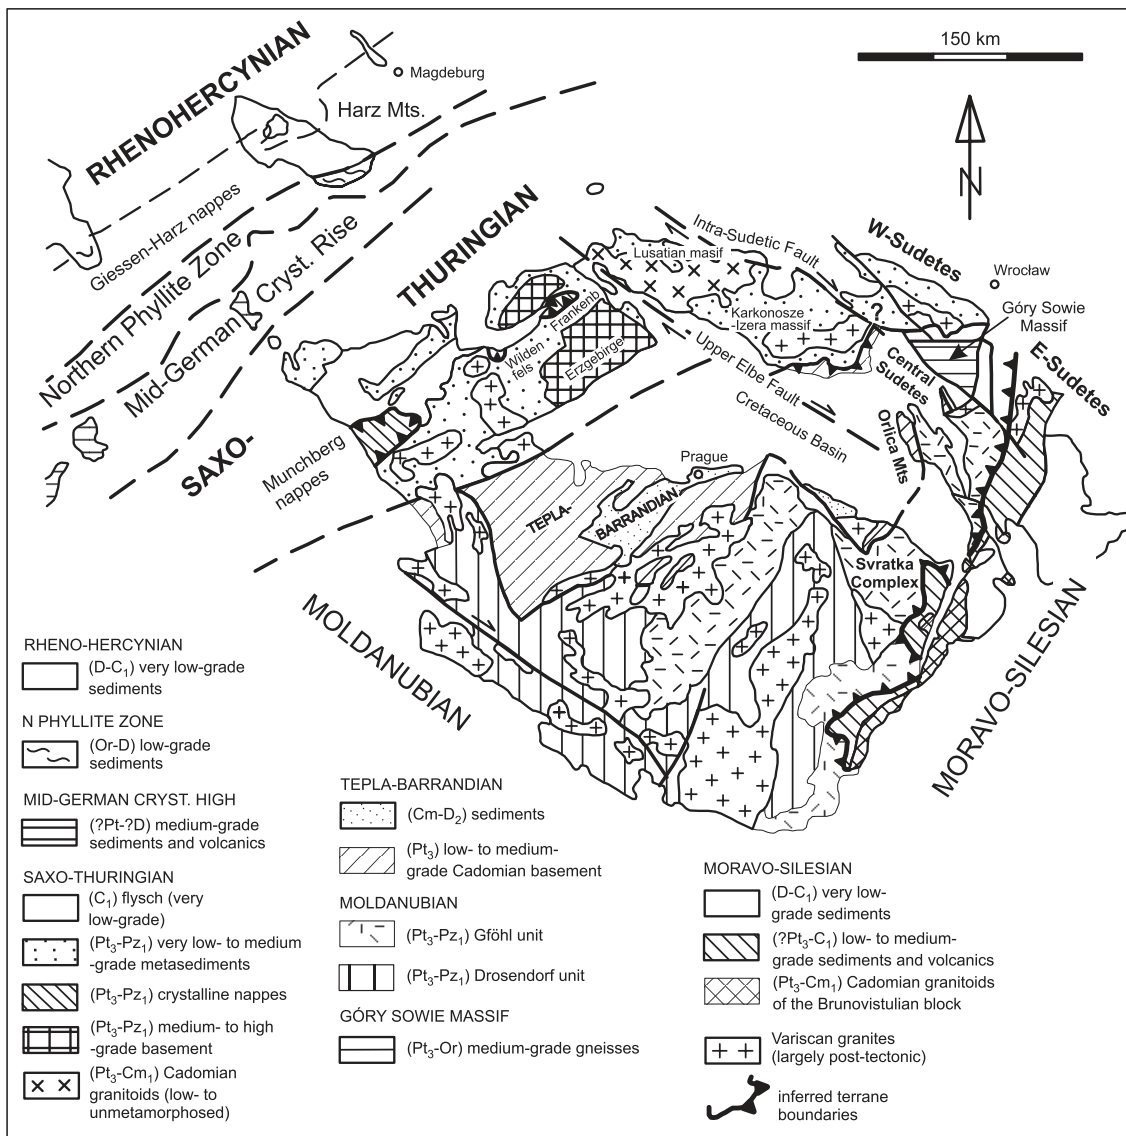 150 km
RHENOHERCYNIAN
Magdeburg
Harz Mts.
Giessen-Harz nappes
Northern Phyllite Zone
Mid-German Cryst. Rise
SAXO-
THURINGIAN
N
Intra-Sudetic Fault
W-Sudetes
Wrocław
Lusatian masif
Góry Sowie
Massif
Karkonosze
-Izera massif
?
E-Sudetes
Frankenb
Wilden
fels
Erzgebirge
Upper Elbe Fault
Central
Sudetes
Cretaceous Basin
Orlica Mts
Munchberg
nappes
Prague
TEPLA-
BARRANDIAN
Svratka
Complex
MOLDANUBIAN
MORAVO-SILESIAN
RHENO-HERCYNIAN
(D-C1) very low-grade
sediments
N PHYLLITE ZONE
(Or-D) low-grade
sediments
MID-GERMAN CRYST. HIGH
(?Pt-?D) medium-grade
sediments and volcanics
SAXO-THURINGIAN
(C1) flysch (very
low-grade)
(Pt3-Pz1) very low- to medium
-grade metasediments
(Pt3-Pz1) crystalline nappes
(Pt3-Pz1) medium- to high
-grade basement
(Pt3-Cm1) Cadomian
granitoids (low- to
unmetamorphosed)
TEPLA-BARRANDIAN
(Cm-D2) sediments
(Pt3) low- to medium-
grade Cadomian basement
MOLDANUBIAN
(Pt3-Pz1) Gföhl unit
(Pt3-Pz1) Drosendorf unit
GÓRY SOWIE MASSIF
(Pt3-Or) medium-grade gneisses
MORAVO-SILESIAN
(D-C1) very low-
grade sediments
(?Pt3-C1) low- to medium-
grade sediments and volcanics
(Pt3-Cm1) Cadomian granitoids
of the Brunovistulian block
Variscan granites
(largely post-tectonic)
inferred terrane
boundaries